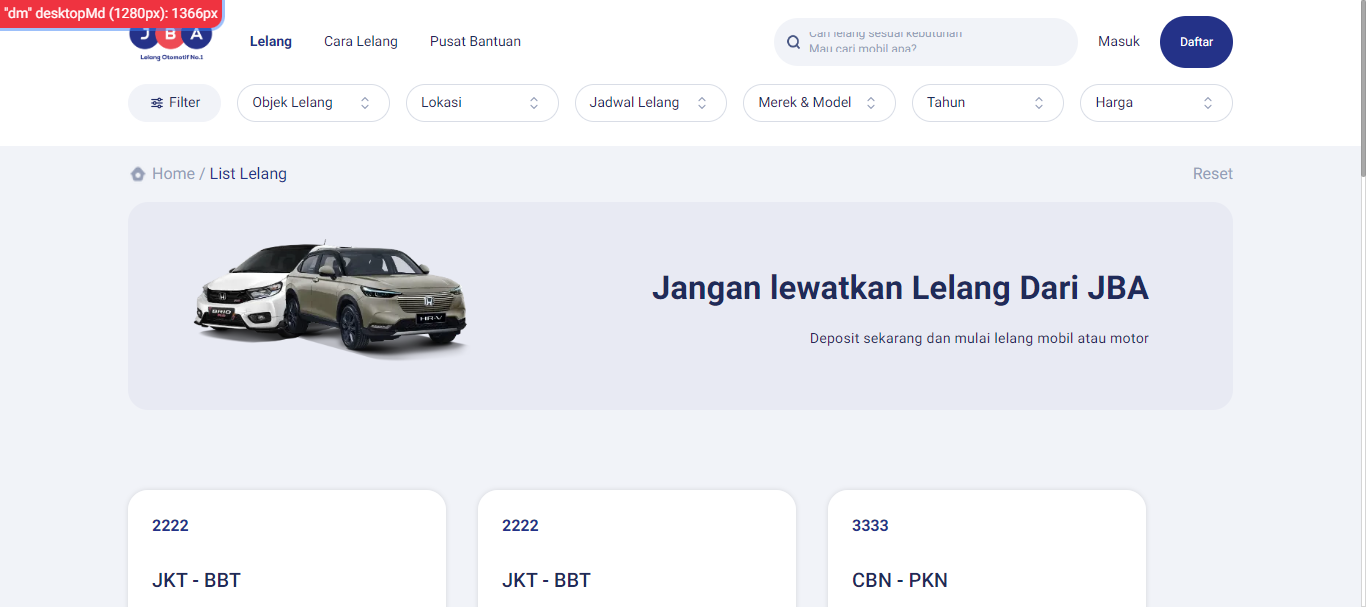 "dm" desktopMd (1280px): 1366px
J B A
Lelang Otomotif No.1
Lelang
Cara Lelang
Pusat Bantuan
Cari lelang sesuai kebutuhan
Mau cari mobil apa?
Masuk
Daftar
Filter
Objek Lelang
Lokasi
Jadwal Lelang
Merek & Model
Tahun
Harga
Home / List Lelang
Reset
BRIO
HR-V
Jangan lewatkan Lelang Dari JBA
Deposit sekarang dan mulai lelang mobil atau motor
2222
2222
3333
JKT - BBT
JKT - BBT
CBN - PKN